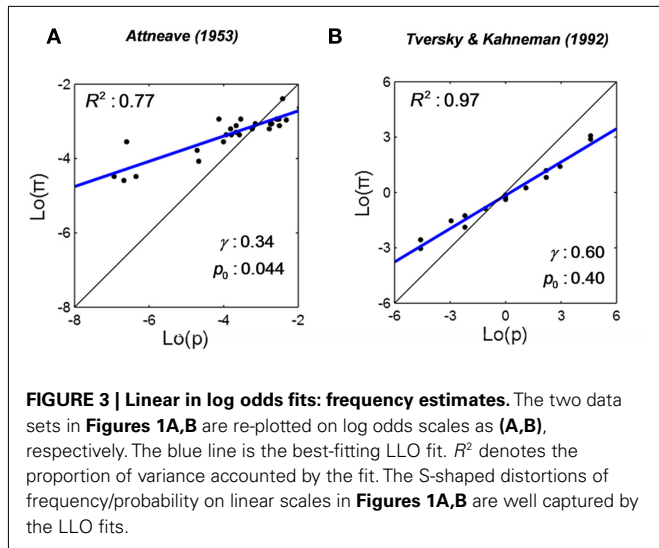 A
Attneave (1953)
B
Tversky & Kahneman (1992)
-2
R² : 0.77
-4
Lo(π)
-6
γ : 0.34
p₀ : 0.044
-8
-8 -6 -4 -2
Lo(p)
6
R² : 0.97
3
Lo(π)
0
-3
γ : 0.60
p₀ : 0.40
-6
-6 -3 0 3 6
Lo(p)
FIGURE 3 | Linear in log odds fits: frequency estimates. The two data
sets in Figures 1A,B are re-plotted on log odds scales as (A,B),
respectively. The blue line is the best-fitting LLO fit. R² denotes the
proportion of variance accounted by the fit. The S-shaped distortions of
frequency/probability on linear scales in Figures 1A,B are well captured by
the LLO fits.